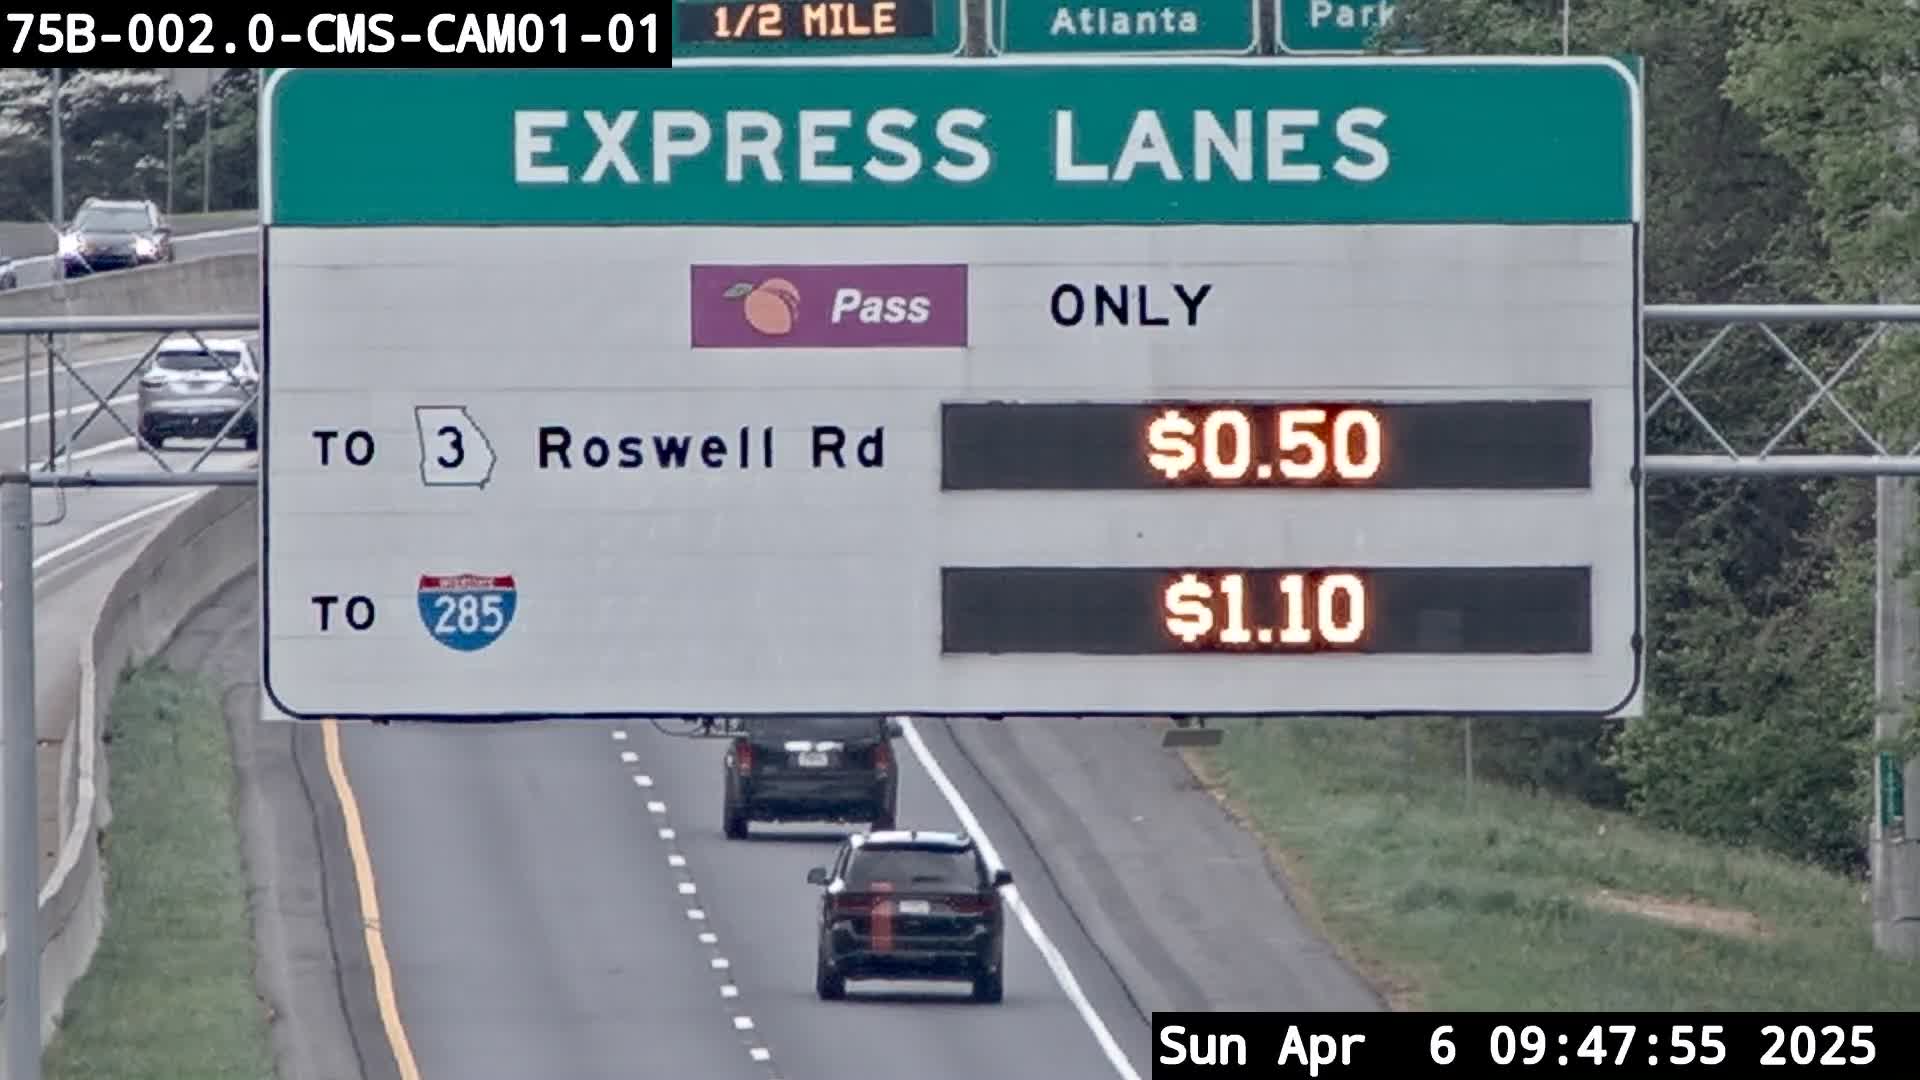 75B-002.0-CMS-CAM01-01
1/2 MILE
Atlanta
Park
EXPRESS LANES
Pass ONLY
TO 3 Roswell Rd $0.50
TO 285 $1.10
Sun Apr 6 09:47:55 2025